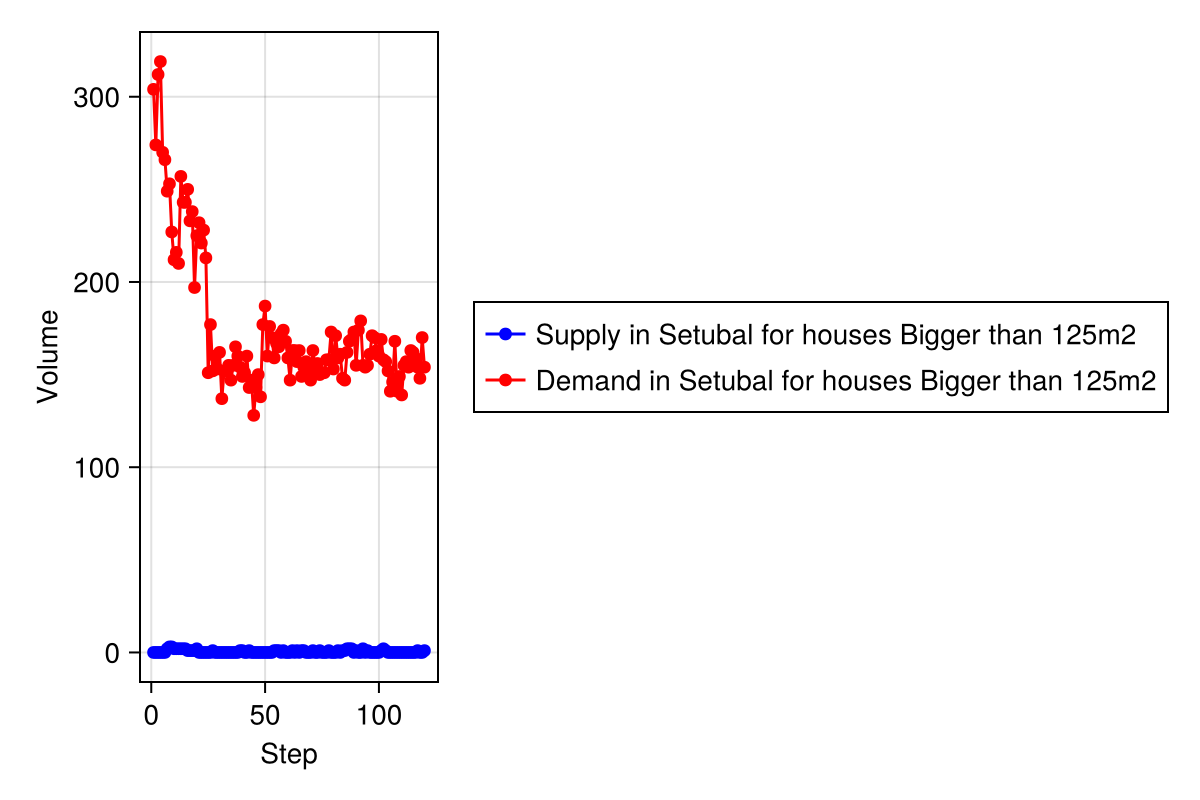 Volume
300
200
100
0
0 50 100
Step
Supply in Setubal for houses Bigger than 125m2
Demand in Setubal for houses Bigger than 125m2